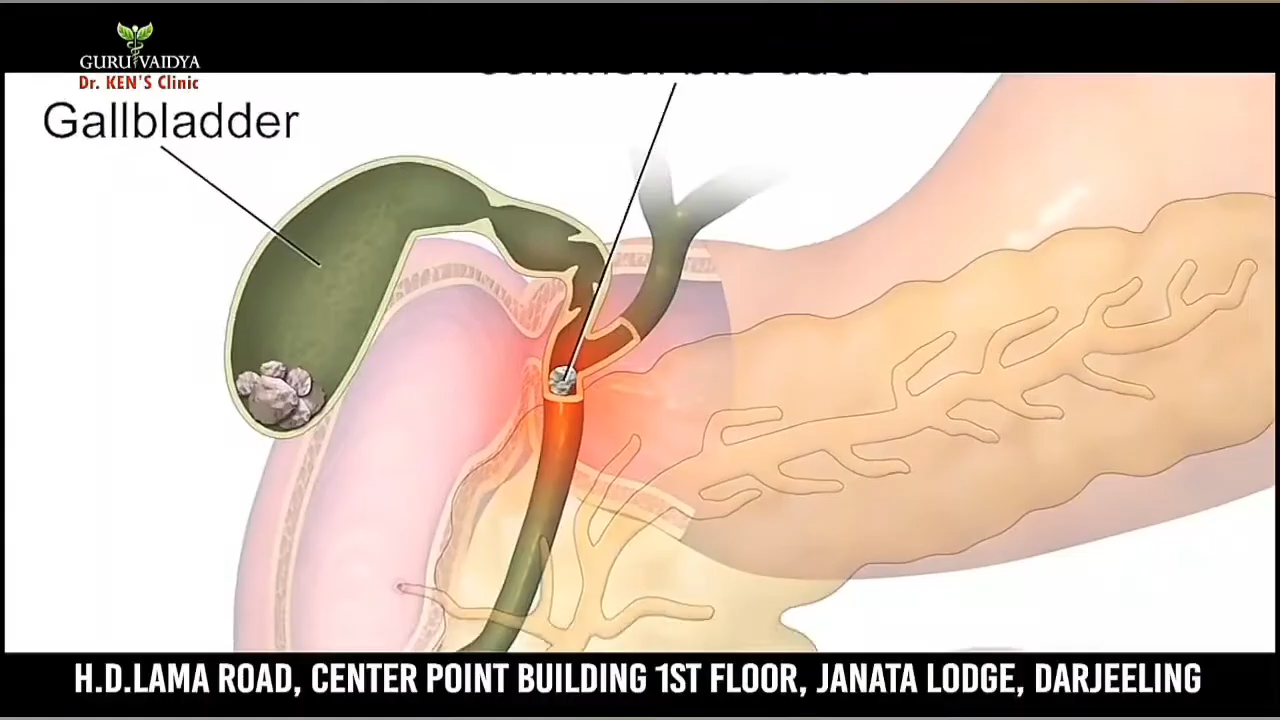 GURU VAIDYA
Dr. KEN'S Clinic
Gallbladder
H.D.LAMA ROAD, CENTER POINT BUILDING 1ST FLOOR, JANATA LODGE, DARJEELING